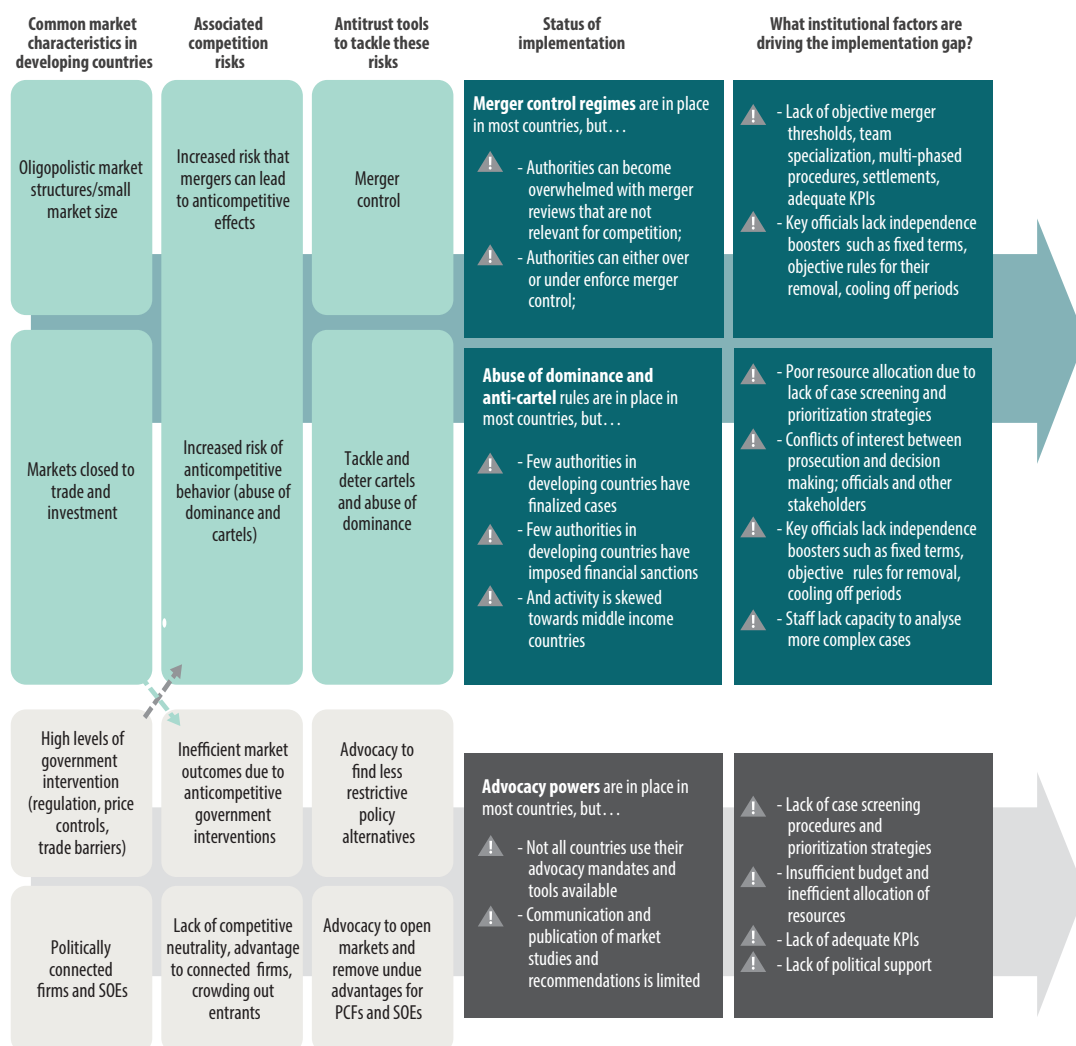 Common market
characteristics in
developing countries
Associated
competition
risks
Antitrust tools
to tackle these
risks
Status of
implementation
What institutional factors are
driving the implementation gap?
Oligopolistic market
structures/small
market size
Increased risk that
mergers can lead
to anticompetitive
effects
Merger
control
Merger control regimes are in place
in most countries, but…
! - Authorities can become
overwhelmed with merger
reviews that are not
relevant for competition;
! - Authorities can either over
or under enforce merger
control;
! - Lack of objective merger
thresholds, team
specialization, multi-phased
procedures, settlements,
adequate KPIs
! - Key officials lack independence
boosters such as fixed terms,
objective rules for their
removal, cooling off periods
Markets closed to
trade and
investment
Increased risk of
anticompetitive
behavior (abuse of
dominance and
cartels)
Tackle and
deter cartels
and abuse of
dominance
Abuse of dominance and
anti-cartel rules are in place in
most countries, but…
! - Few authorities in
developing countries have
finalized cases
! - Few authorities in
developing countries have
imposed financial sanctions
! - And activity is skewed
towards middle income
countries
! - Poor resource allocation due to
lack of case screening and
prioritization strategies
! - Conflicts of interest between
prosecution and decision
making; officials and other
stakeholders
! - Key officials lack independence
boosters such as fixed terms,
objective rules for removal,
cooling off periods
! - Staff lack capacity to analyse
more complex cases
High levels of
government
intervention
(regulation, price
controls,
trade barriers)
Inefficient market
outcomes due to
anticompetitive
government
interventions
Advocacy to
find less
restrictive
policy
alternatives
Advocacy powers are in place in
most countries, but…
! - Not all countries use their
advocacy mandates and
tools available
! - Communication and
publication of market
studies and
recommendations is limited
! - Lack of case screening
procedures and
prioritization strategies
! - Insufficient budget and
inefficient allocation of
resources
! - Lack of adequate KPIs
! - Lack of political support
Politically
connected
firms and SOEs
Lack of competitive
neutrality, advantage
to connected firms,
crowding out
entrants
Advocacy to open
markets and
remove undue
advantages for
PCFs and SOEs